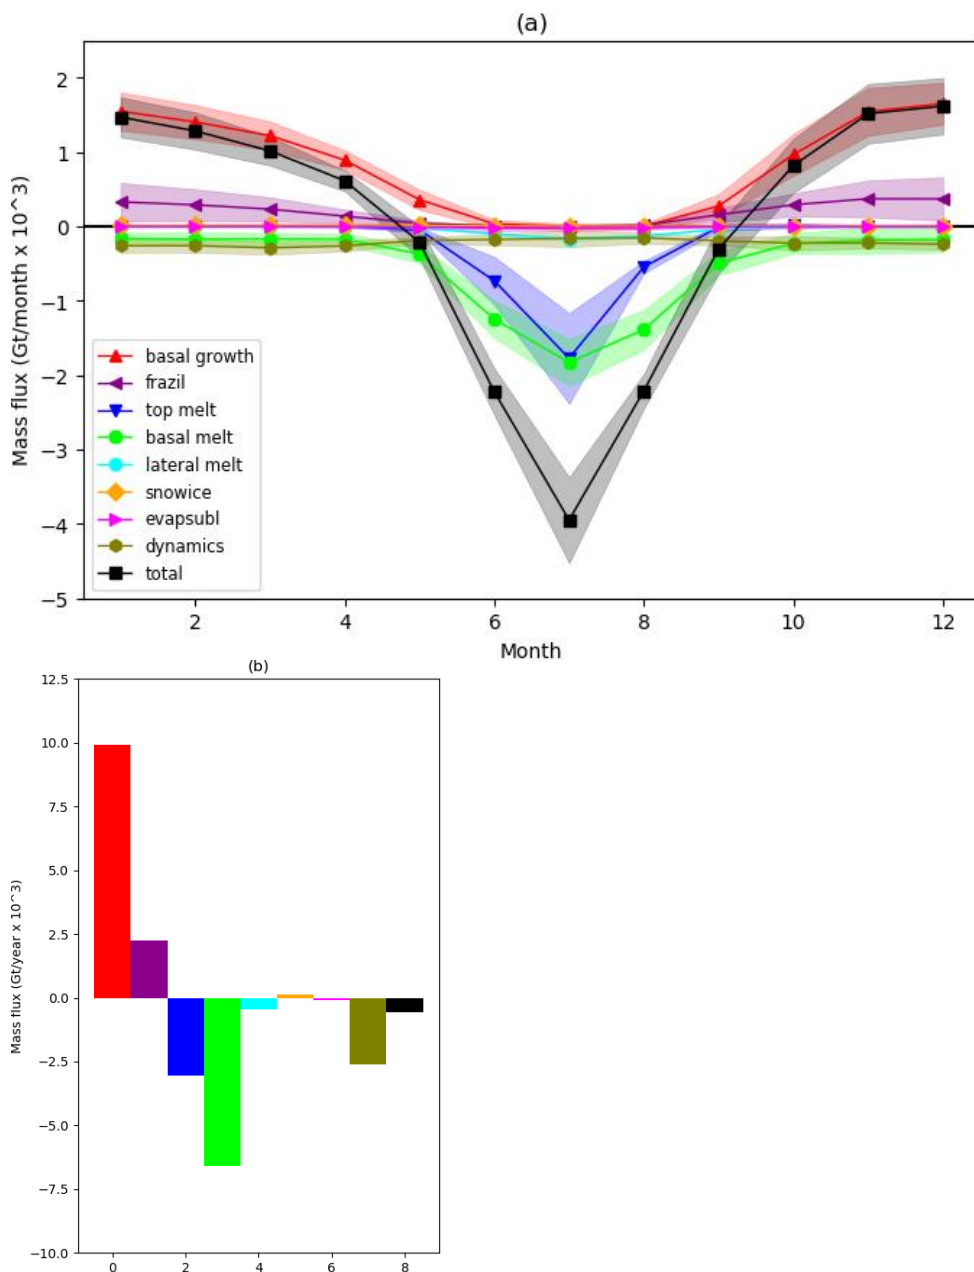 (a)
Mass flux (Gt/month x 10^3)
2
1
0
−1
−2
−3
−4
−5
basal growth
frazil
top melt
basal melt
lateral melt
snowice
evapsubl
dynamics
total
2 4 6 8 10 12
Month
(b)
Mass flux (Gt/year x 10^3)
12.5
10.0
7.5
5.0
2.5
0.0
−2.5
−5.0
−7.5
−10.0
0 2 4 6 8